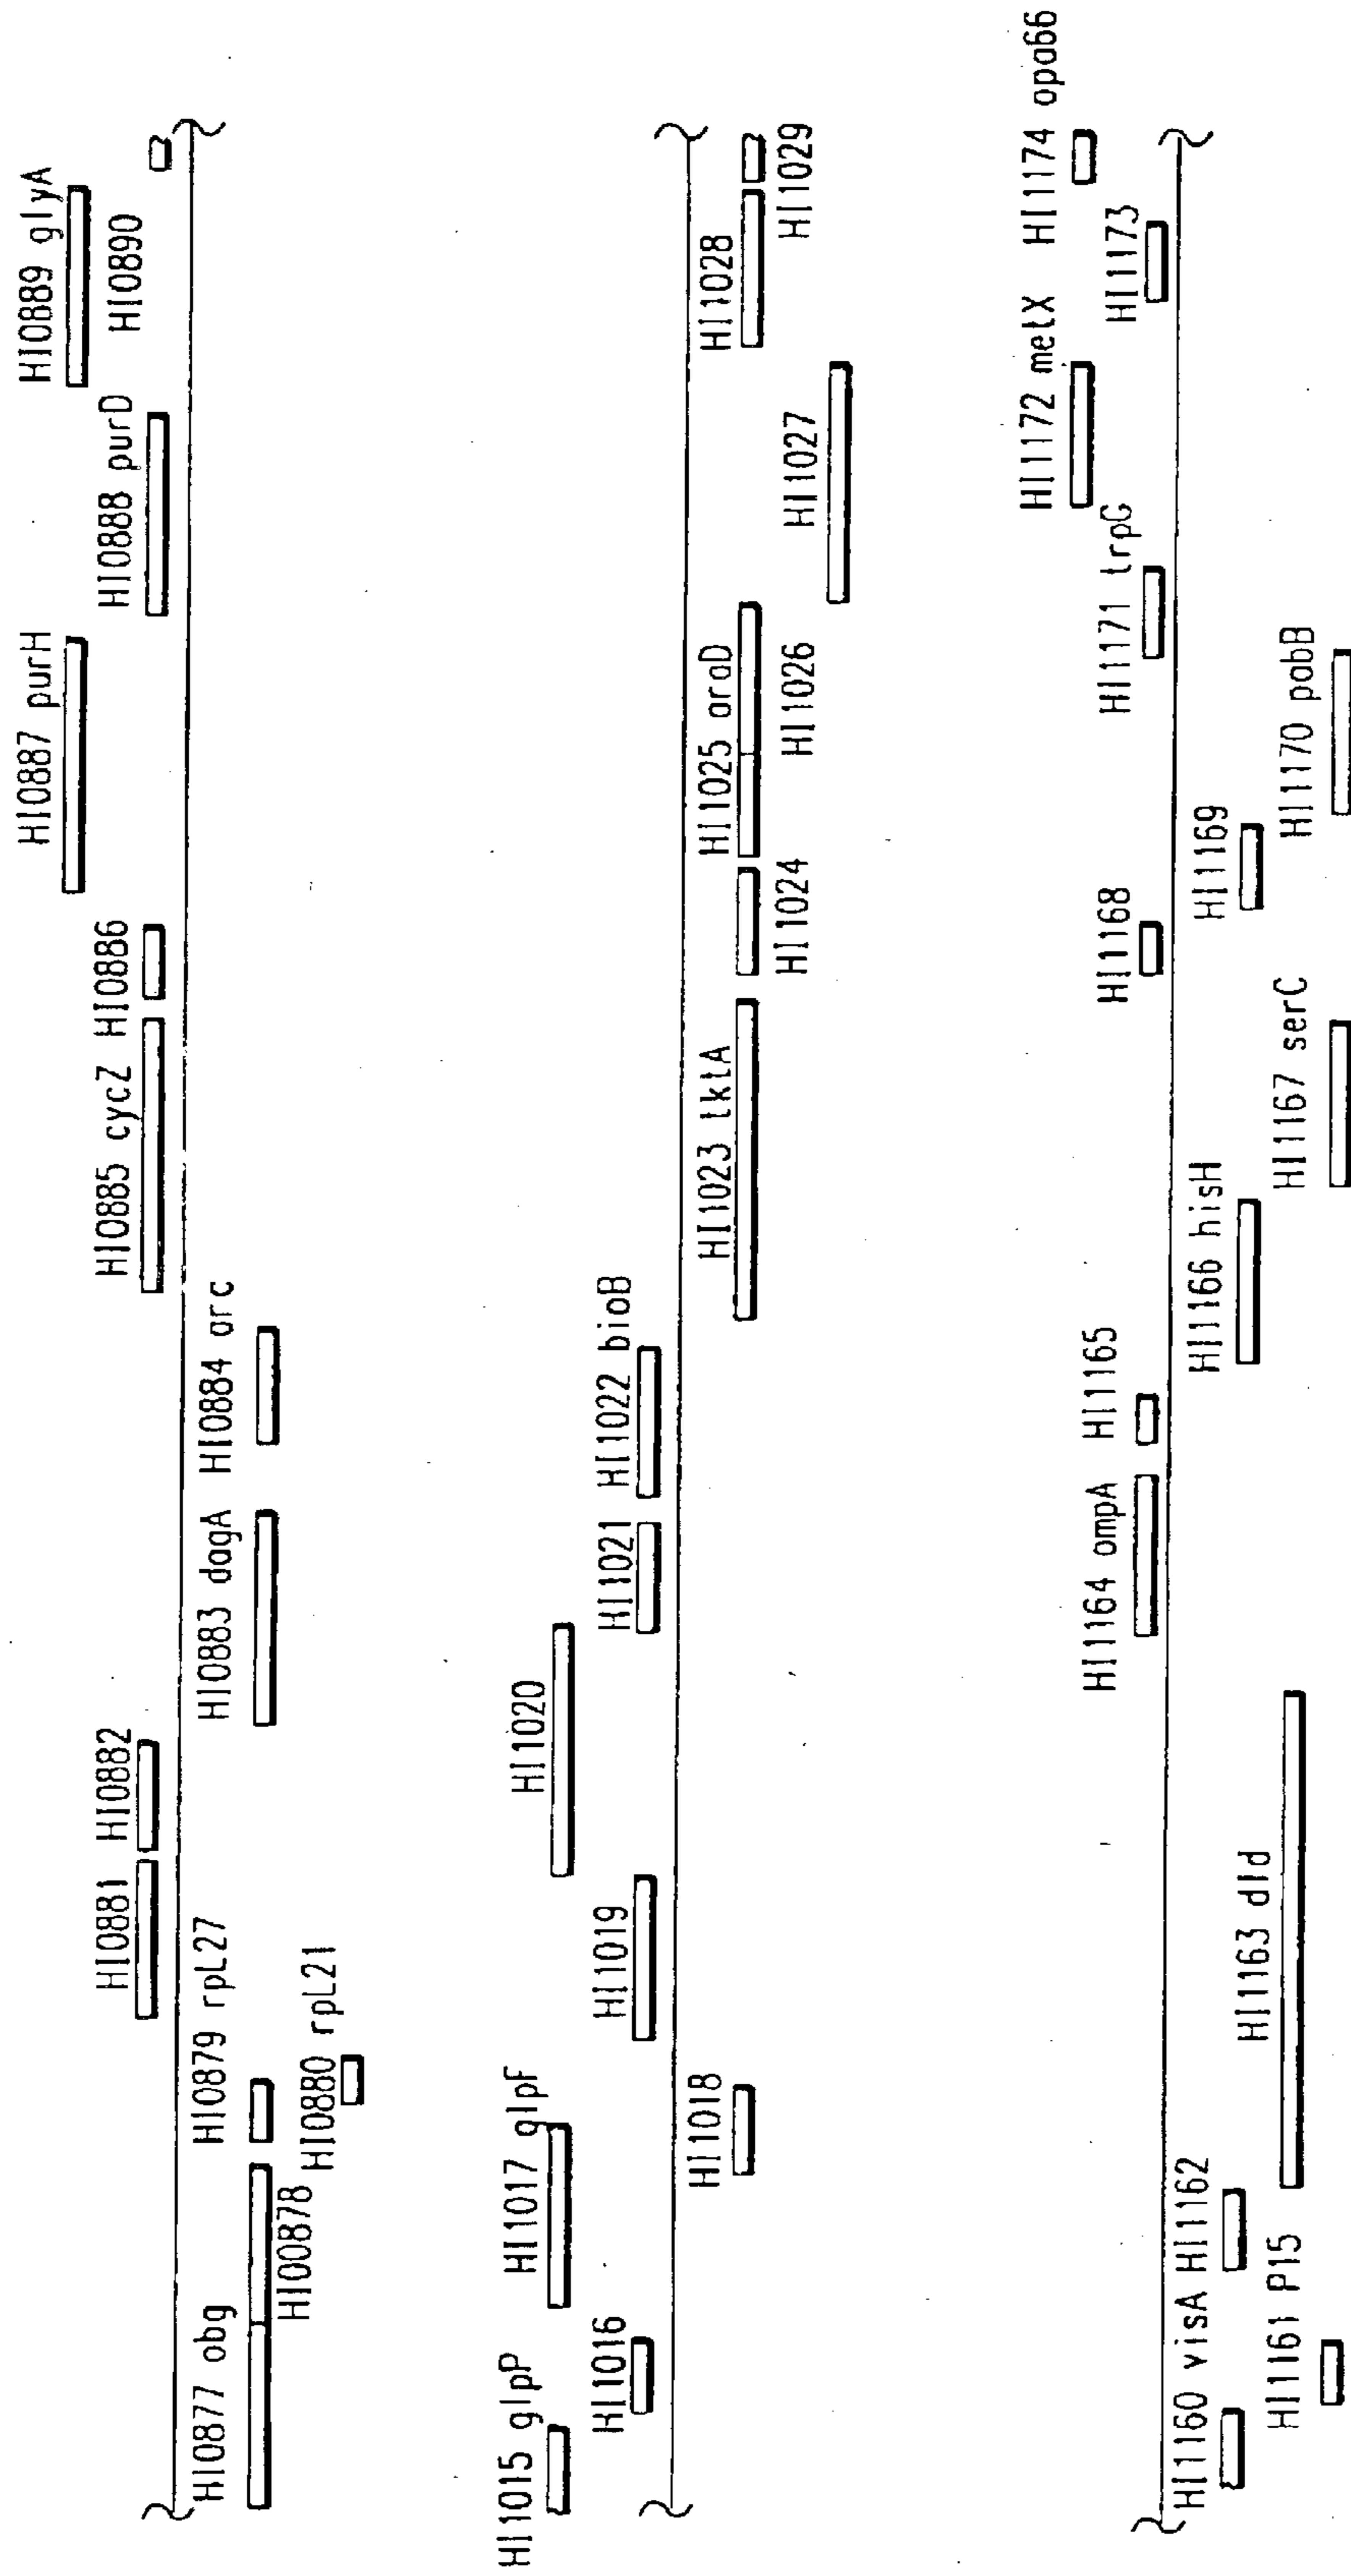 HI0877 obg
HI00878
HI0879 rpL27
HI0880 rpL21
HI0881
HI0882
HI0883 dagA
HI0884 arc
HI0885 cycZ
HI0886
HI0887 purH
HI0888 purD
HI0889 glyA
HI0890
HI1015 glpP
HI1016
HI1017 glpF
HI1018
HI1019
HI1020
HI1021
HI1022 bioB
HI1023 tktA
HI1024
HI1025 araD
HI1026
HI1027
HI1028
HI1029
HI1160 visA
HI1161 P15
HI1162
HI1163 dld
HI1164 ompA
HI1165
HI1166 hisH
HI1167 serC
HI1168
HI1169
HI1170 pabB
HI1171 trpG
HI1172 metX
HI1173
HI1174 opa66